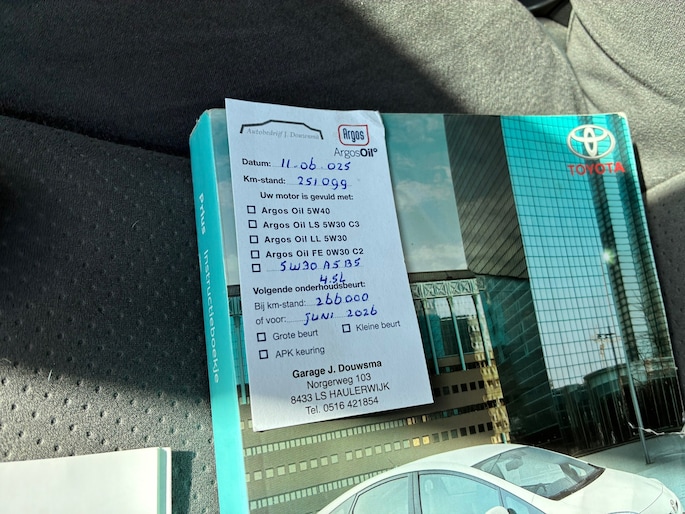 Autobedrijf J. Douwsma
Argos
ArgosOil
Datum: 11-06 025
Km-stand: 251099
Uw motor is gevuld met:
Argos Oil 5W40
Argos Oil LS 5W30 C3
Argos Oil LL 5W30
Argos Oil FE 0W30 C2
5W30 A5 B5
4.5L
Volgende onderhoudsbeurt:
Bij km-stand: 266000
of voor: juni 2026
Grote beurt
Kleine beurt
APK keuring
Garage J. Douwsma
Norgerweg 103
8433 LS HAULERWIJK
Tel. 0516 421854
TOYOTA
prius instructieboekje